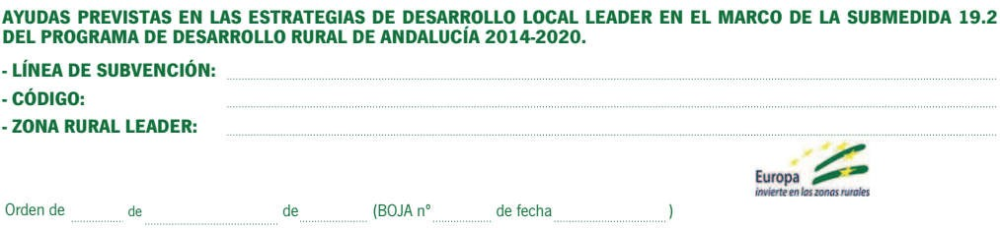 AYUDAS PREVISTAS EN LAS ESTRATEGIAS DE DESARROLLO LOCAL LEADER EN EL MARCO DE LA SUBMEDIDA 19.2
DEL PROGRAMA DE DESARROLLO RURAL DE ANDALUCÍA 2014-2020.
- LÍNEA DE SUBVENCIÓN:
- CÓDIGO:
- ZONA RURAL LEADER:
Europa
invierte en las zonas rurales
Orden de de de (BOJA nº de fecha )